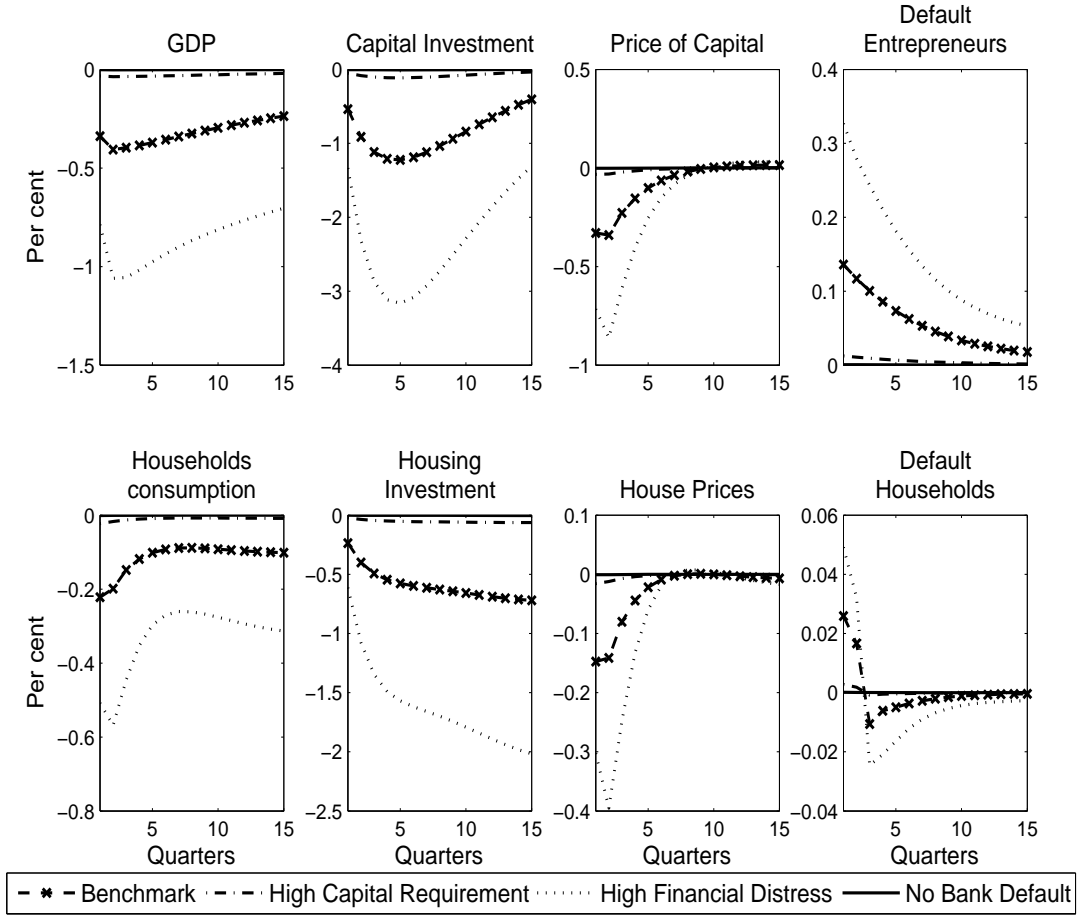 GDP
0
−0.5
−1
−1.5
5 10 15
Per cent
Capital Investment
0
−1
−2
−3
−4
5 10 15
Price of Capital
0.5
0
−0.5
−1
5 10 15
Default
Entrepreneurs
0.4
0.3
0.2
0.1
0
5 10 15
Households
consumption
0
−0.2
−0.4
−0.6
−0.8
5 10 15
Per cent
Quarters
Housing
Investment
0
−0.5
−1
−1.5
−2
−2.5
5 10 15
Quarters
House Prices
0.1
0
−0.1
−0.2
−0.3
−0.4
5 10 15
Quarters
Default
Households
0.06
0.04
0.02
0
−0.02
−0.04
5 10 15
Quarters
Benchmark High Capital Requirement High Financial Distress No Bank Default